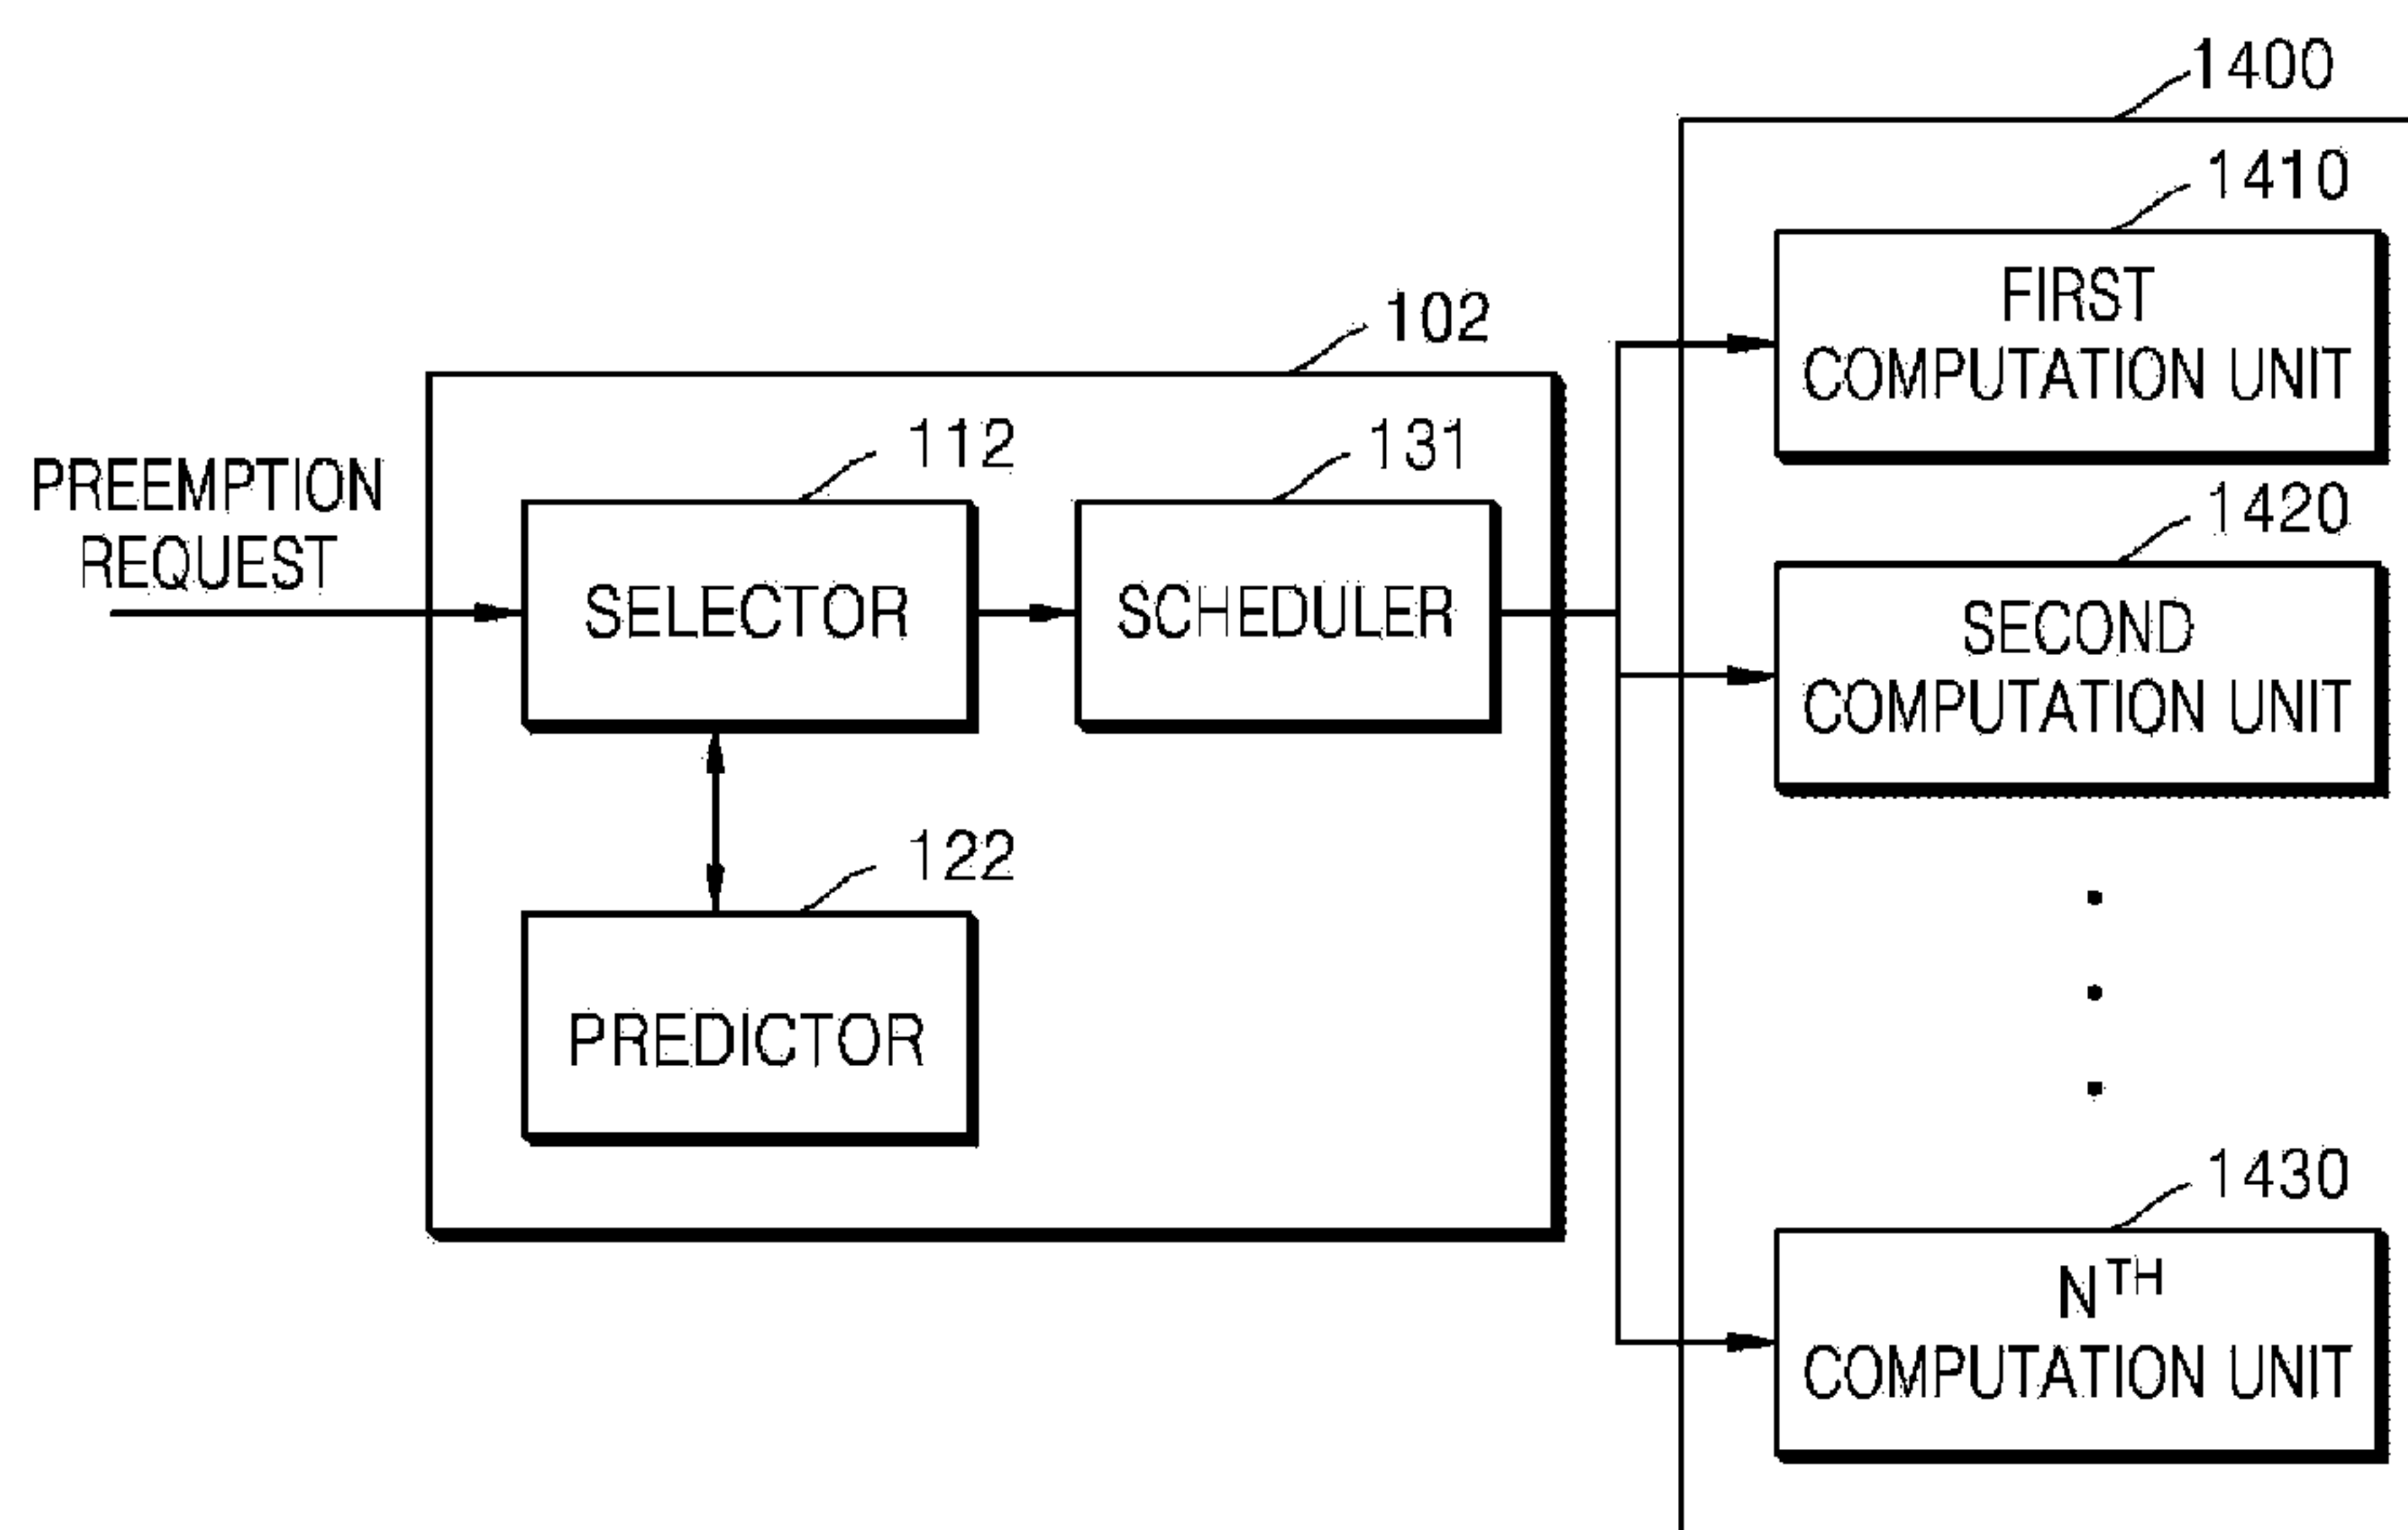 1400
1410
FIRST
COMPUTATION UNIT
102
112
131
PREEMPTION
REQUEST
SELECTOR
SCHEDULER
1420
SECOND
COMPUTATION UNIT
122
PREDICTOR
1430
NTH
COMPUTATION UNIT